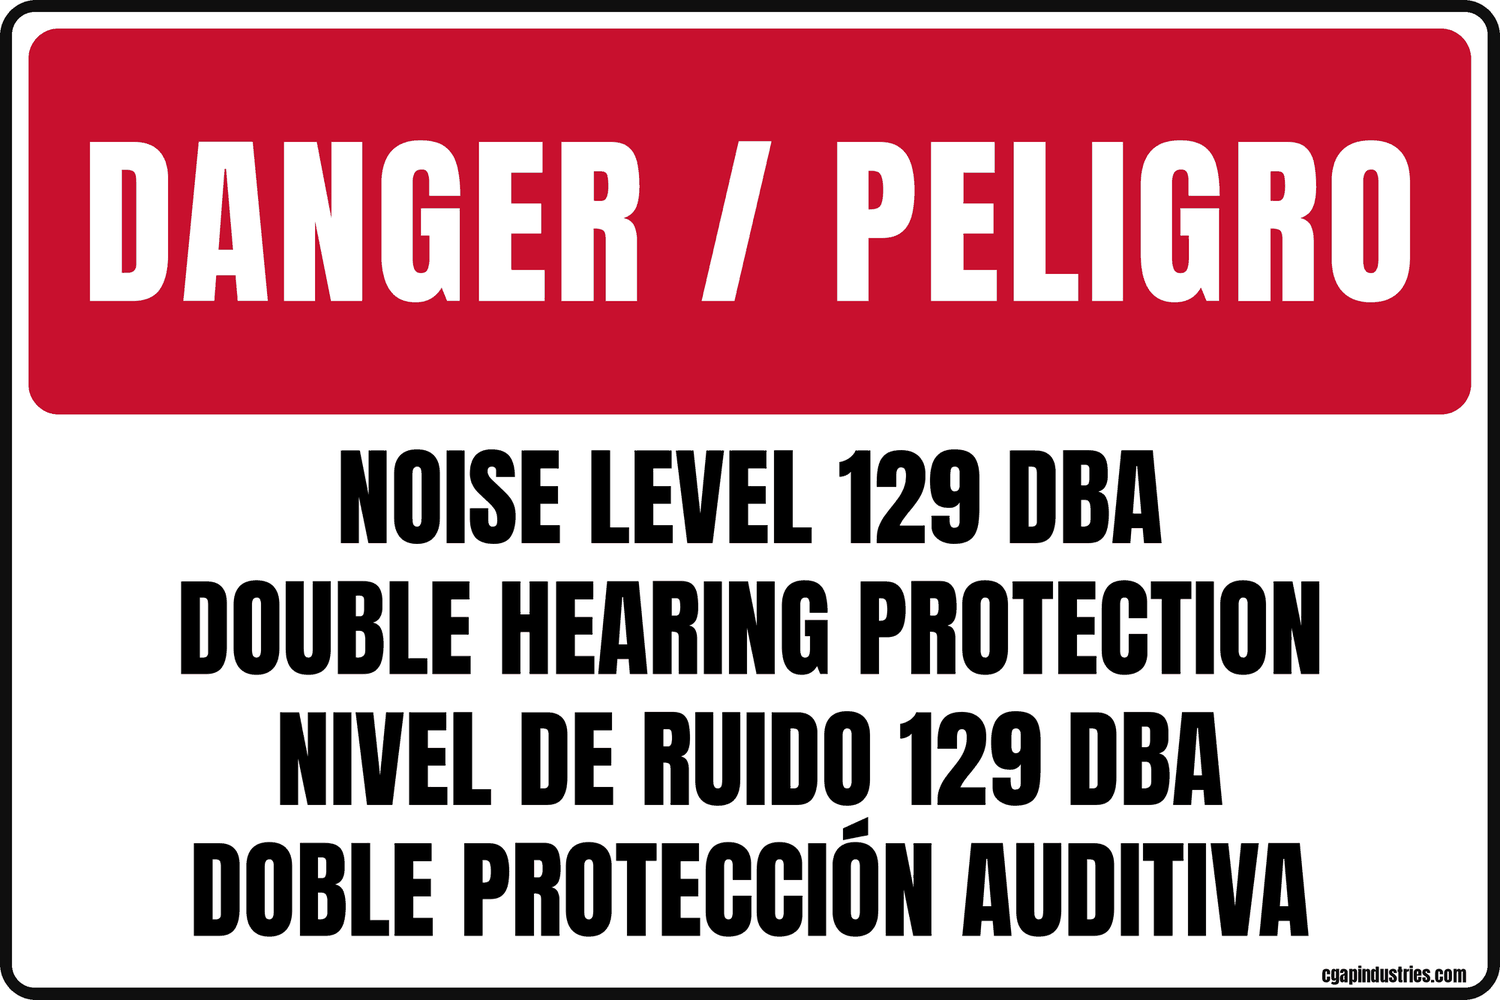 DANGER / PELIGRO
NOISE LEVEL 129 DBA
DOUBLE HEARING PROTECTION
NIVEL DE RUIDO 129 DBA
DOBLE PROTECCIÓN AUDITIVA
cgapindustries.com